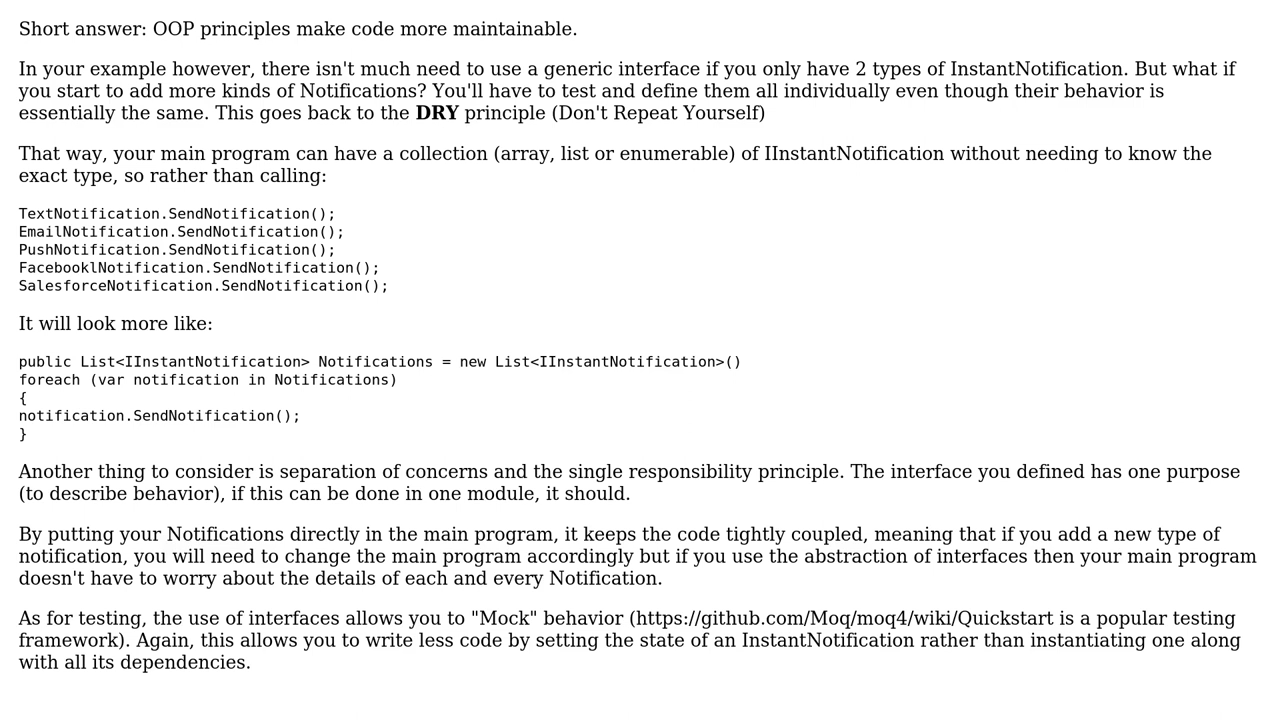 Short answer: OOP principles make code more maintainable.
In your example however, there isn't much need to use a generic interface if you only have 2 types of InstantNotification. But what if
you start to add more kinds of Notifications? You'll have to test and define them all individually even though their behavior is
essentially the same. This goes back to the DRY principle (Don't Repeat Yourself)
That way, your main program can have a collection (array, list or enumerable) of IInstantNotification without needing to know the
exact type, so rather than calling:
TextNotification.SendNotification();
EmailNotification.SendNotification();
PushNotification.SendNotification();
FacebooklNotification.SendNotification();
SalesforceNotification.SendNotification();
It will look more like:
public List<IInstantNotification> Notifications = new List<IInstantNotification>()
foreach (var notification in Notifications)
{
notification.SendNotification();
}
Another thing to consider is separation of concerns and the single responsibility principle. The interface you defined has one purpose
(to describe behavior), if this can be done in one module, it should.
By putting your Notifications directly in the main program, it keeps the code tightly coupled, meaning that if you add a new type of
notification, you will need to change the main program accordingly but if you use the abstraction of interfaces then your main program
doesn't have to worry about the details of each and every Notification.
As for testing, the use of interfaces allows you to "Mock" behavior (https://github.com/Moq/moq4/wiki/Quickstart is a popular testing
framework). Again, this allows you to write less code by setting the state of an InstantNotification rather than instantiating one along
with all its dependencies.